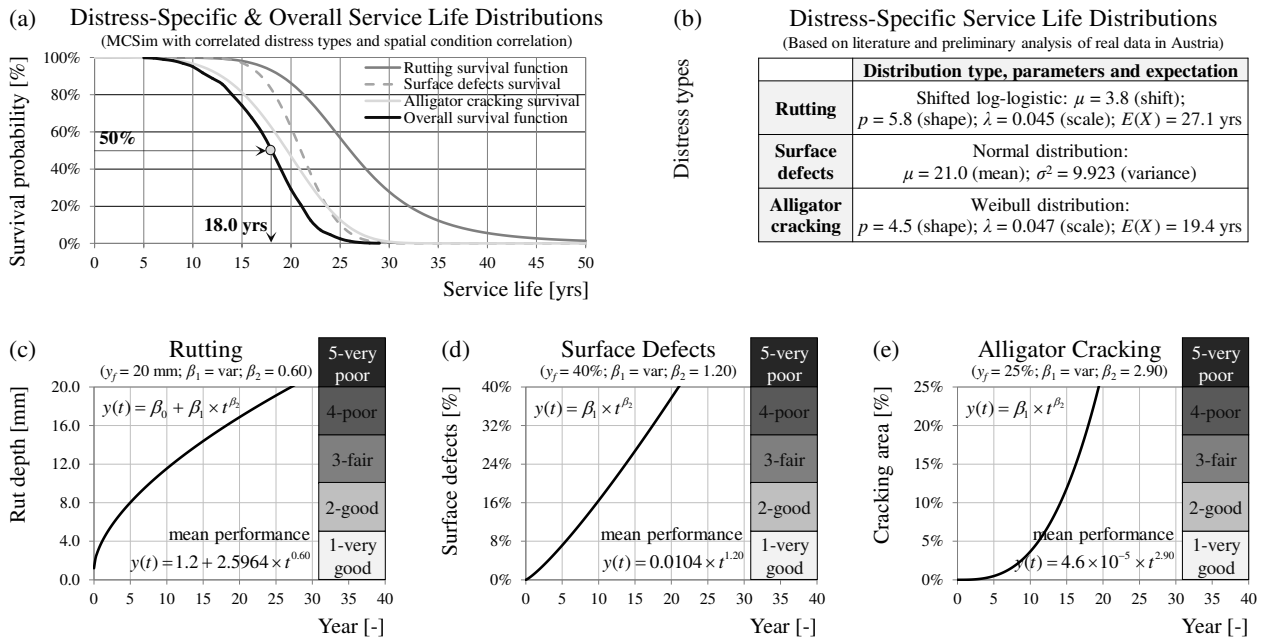 (a)
Distress-Specific & Overall Service Life Distributions
(MCSim with correlated distress types and spatial condition correlation)
Survival probability [%]
100%
80%
60%
40%
20%
0%
Rutting survival function
Surface defects survival
Alligator cracking survival
Overall survival function
50%
18.0 yrs
0 5 10 15 20 25 30 35 40 45 50
Service life [yrs]
(b)
Distress-Specific Service Life Distributions
(Based on literature and preliminary analysis of real data in Austria)
Distress types
Distribution type, parameters and expectation
Rutting
Shifted log-logistic: μ = 3.8 (shift);
p = 5.8 (shape); λ = 0.045 (scale); E(X) = 27.1 yrs
Surface
defects
Normal distribution:
μ = 21.0 (mean); σ² = 9.923 (variance)
Alligator
cracking
Weibull distribution:
p = 4.5 (shape); λ = 0.047 (scale); E(X) = 19.4 yrs
(c)
Rutting
(y_f = 20 mm; β₁ = var; β₂ = 0.60)
Rut depth [mm]
20.0
16.0
12.0
8.0
4.0
0.0
y(t) = β₀ + β₁ × t^β₂
mean performance
y(t) = 1.2 + 2.5964 × t^0.60
5-very
poor
4-poor
3-fair
2-good
1-very
good
0 5 10 15 20 25 30 35 40
Year [-]
(d)
Surface Defects
(y_f = 40%; β₁ = var; β₂ = 1.20)
Surface defects [%]
40%
32%
24%
16%
8%
0%
y(t) = β₁ × t^β₂
mean performance
y(t) = 0.0104 × t^1.20
5-very
poor
4-poor
3-fair
2-good
1-very
good
0 5 10 15 20 25 30 35 40
Year [-]
(e)
Alligator Cracking
(y_f = 25%; β₁ = var; β₂ = 2.90)
Cracking area [%]
25%
20%
15%
10%
5%
0%
y(t) = β₁ × t^β₂
mean performance
y(t) = 4.6 × 10⁻⁵ × t^2.90
5-very
poor
4-poor
3-fair
2-good
1-very
good
0 5 10 15 20 25 30 35 40
Year [-]